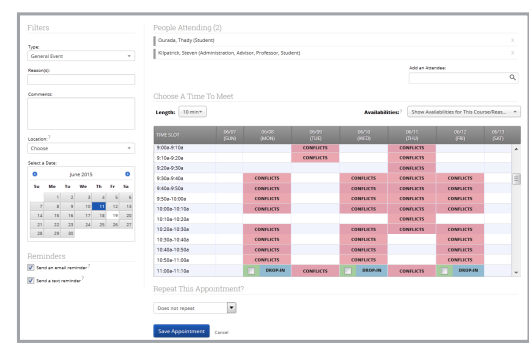 Filters
Type:
General Event
Reason(s):
Comments:
Location: ?
Choose
Select a Date:
June 2015
Su Mo Tu We Th Fr Sa
1 2 3 4 5 6
7 8 9 10 11 12 13
14 15 16 17 18 19 20
21 22 23 24 25 26 27
28 29 30
Reminders
Send an email reminder ?
Send a text reminder ?
People Attending (2)
Ourada, Thady (Student) x
Kilpatrick, Steven (Administration, Advisor, Professor, Student) x
Add an Attendee:
Choose A Time To Meet
Length: 10 min
Availabilities: ? Show Availabilities for This Course/Reas...
TIME SLOT 06/07 (SUN) 06/08 (MON) 06/09 (TUE) 06/10 (WED) 06/11 (THU) 06/12 (FRI) 06/13 (SAT)
9:00a-9:10a CONFLICTS CONFLICTS
9:10a-9:20a CONFLICTS CONFLICTS
9:20a-9:30a CONFLICTS
9:30a-9:40a CONFLICTS CONFLICTS CONFLICTS CONFLICTS
9:40a-9:50a CONFLICTS CONFLICTS CONFLICTS CONFLICTS
9:50a-10:00a CONFLICTS CONFLICTS CONFLICTS CONFLICTS
10:00a-10:10a CONFLICTS CONFLICTS CONFLICTS CONFLICTS
10:10a-10:20a CONFLICTS
10:20a-10:30a CONFLICTS CONFLICTS CONFLICTS CONFLICTS
10:30a-10:40a CONFLICTS CONFLICTS CONFLICTS
10:40a-10:50a CONFLICTS CONFLICTS CONFLICTS
10:50a-11:00a CONFLICTS CONFLICTS CONFLICTS
11:00a-11:10a DROP-IN CONFLICTS DROP-IN CONFLICTS DROP-IN
Repeat This Appointment?
Does not repeat
Save Appointment Cancel